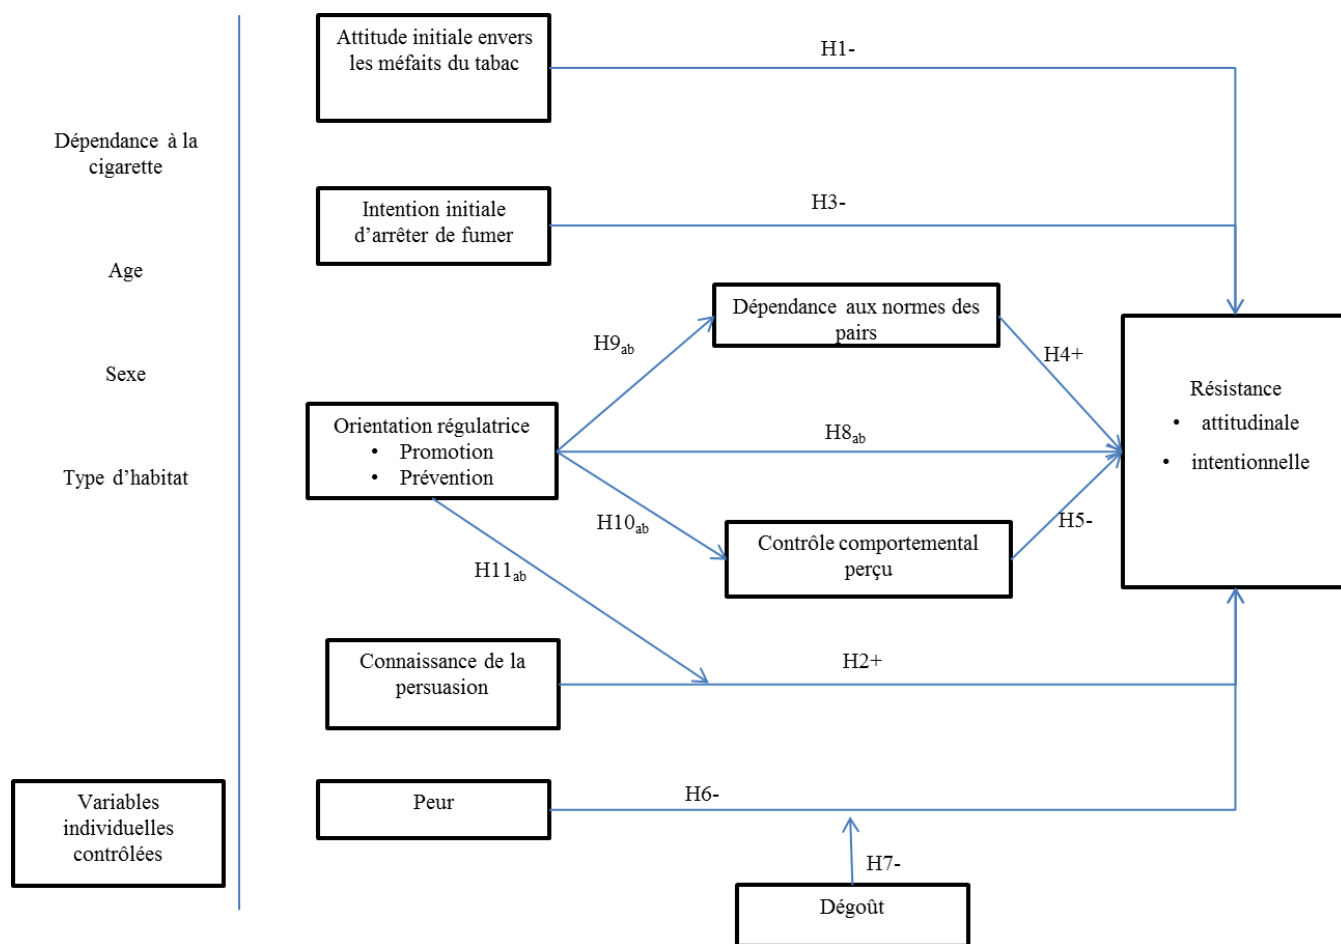 Attitude initiale envers
les méfaits du tabac
H1-
Dépendance à la
cigarette
Intention initiale
d’arrêter de fumer
H3-
Age
Dépendance aux normes des
pairs
H9ab
H4+
Sexe
Résistance
• attitudinale
• intentionnelle
Orientation régulatrice
• Promotion
• Prévention
H8ab
Type d’habitat
H10ab
H5-
Contrôle comportemental
perçu
H11ab
Connaissance de la
persuasion
H2+
Variables
individuelles
contrôlées
Peur
H6-
H7-
Dégoût